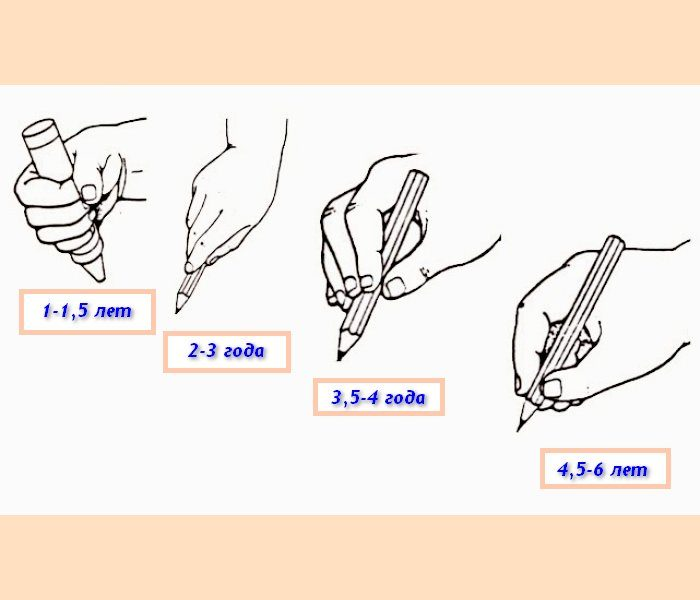 1-1,5 лет
2-3 года
3,5-4 года
4,5-6 лет